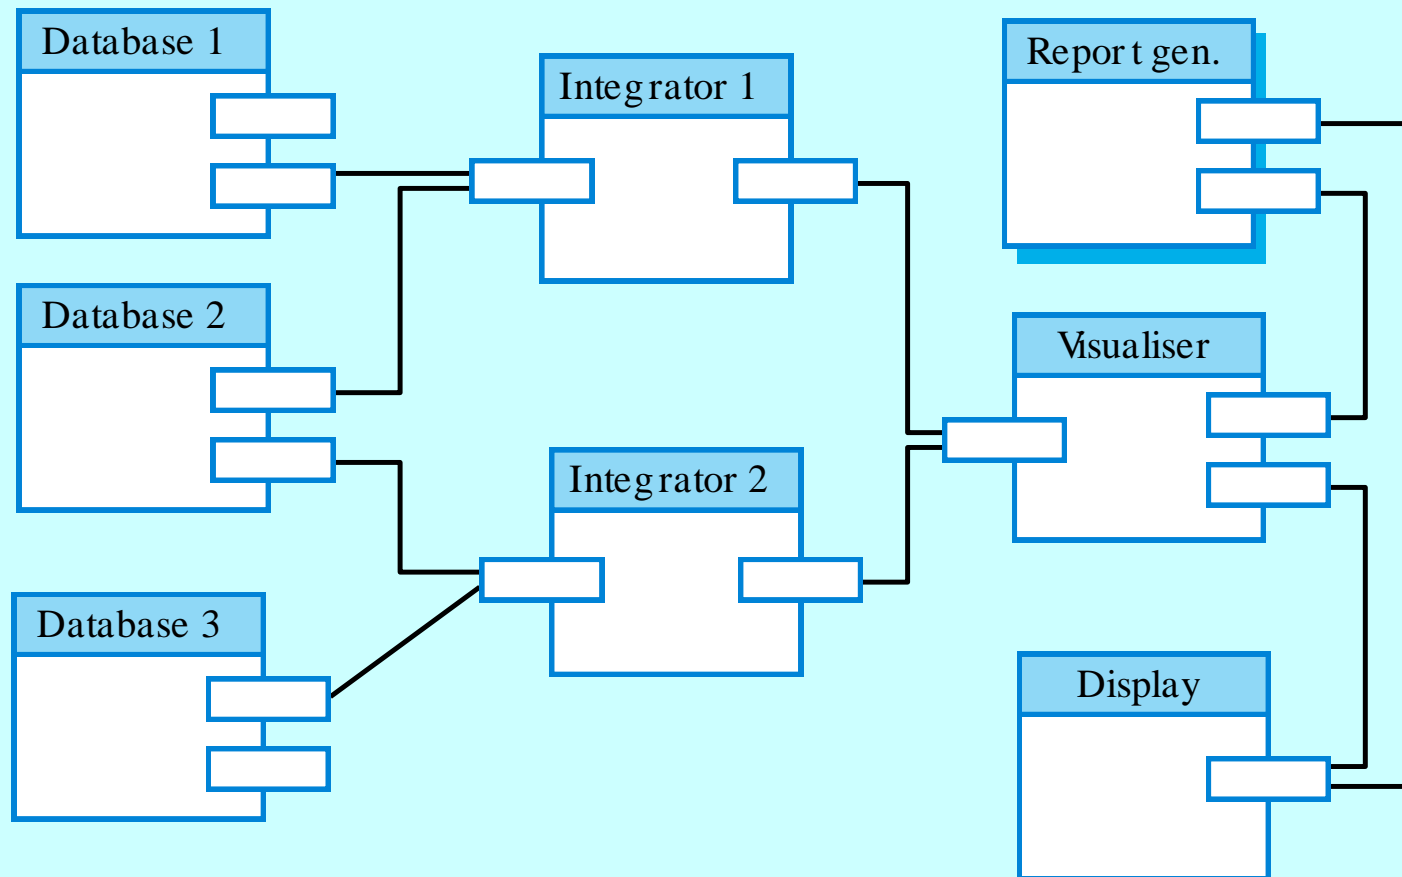 Database 1
Integrator 1
Report gen.
Database 2
Visualiser
Integrator 2
Database 3
Display